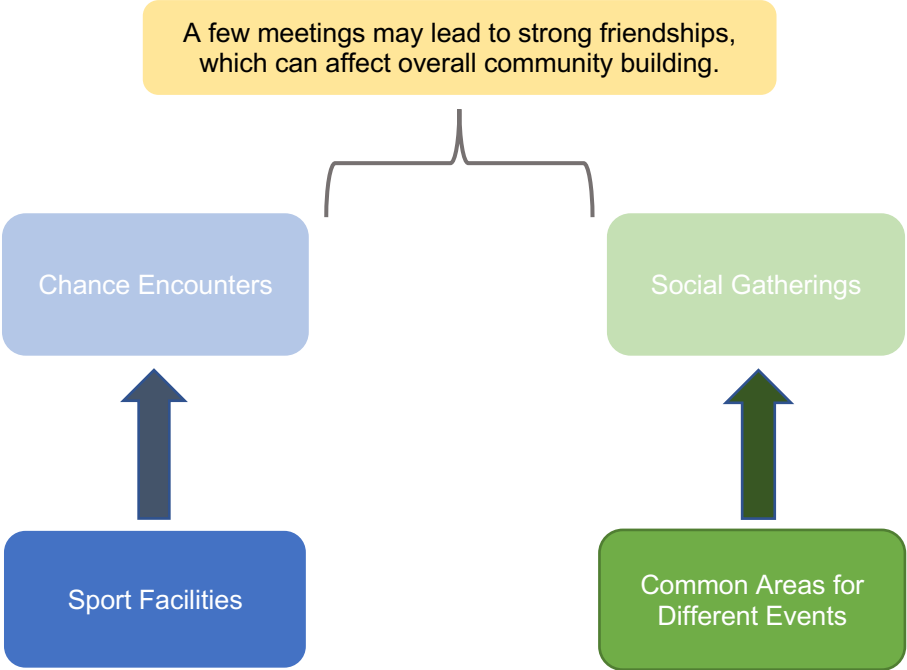 A few meetings may lead to strong friendships,
which can affect overall community building.
Chance Encounters
Social Gatherings
Sport Facilities
Common Areas for
Different Events